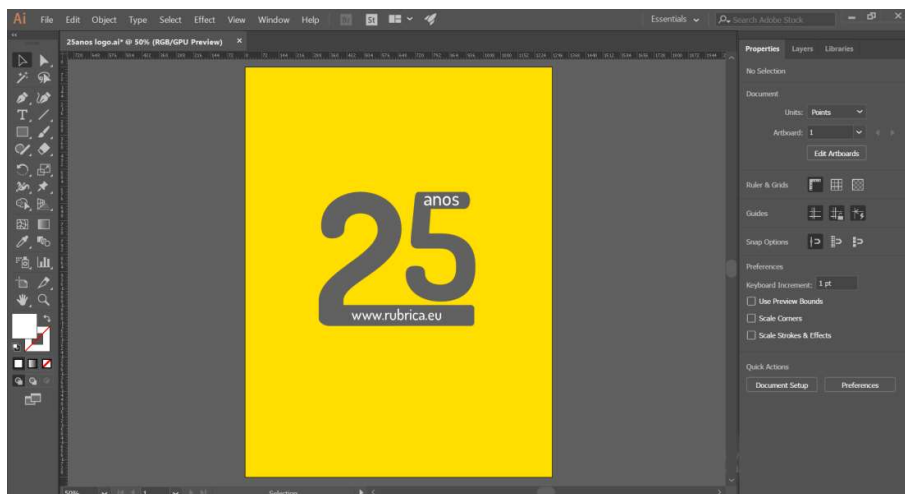 Ai File Edit Object Type Select Effect View Window Help St Essentials Search Adobe Stock
25anos logo.ai* @ 50% (RGB/GPU Preview) ×
Properties Layers Libraries
No Selection
Document
Units: Points
Artboard: 1
Edit Artboards
Ruler & Grids
Guides
Snap Options
Preferences
Keyboard Increment: 1 pt
Use Preview Bounds
Scale Corners
Scale Strokes & Effects
Quick Actions
Document Setup Preferences
25
anos
www.rubrica.eu
50% 1 Selection